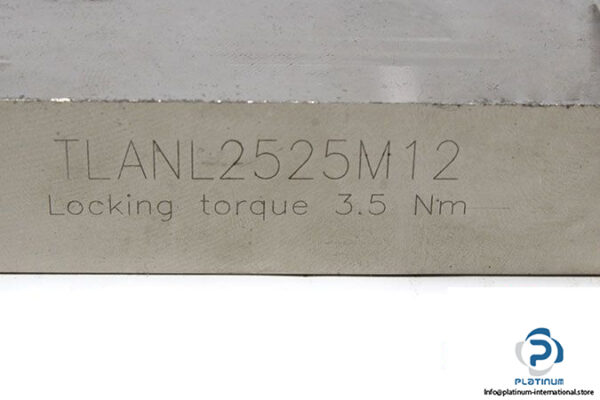 TLANL2525M12
Locking torque 3.5 Nm
PLATINUM
Info@platinum-international.store